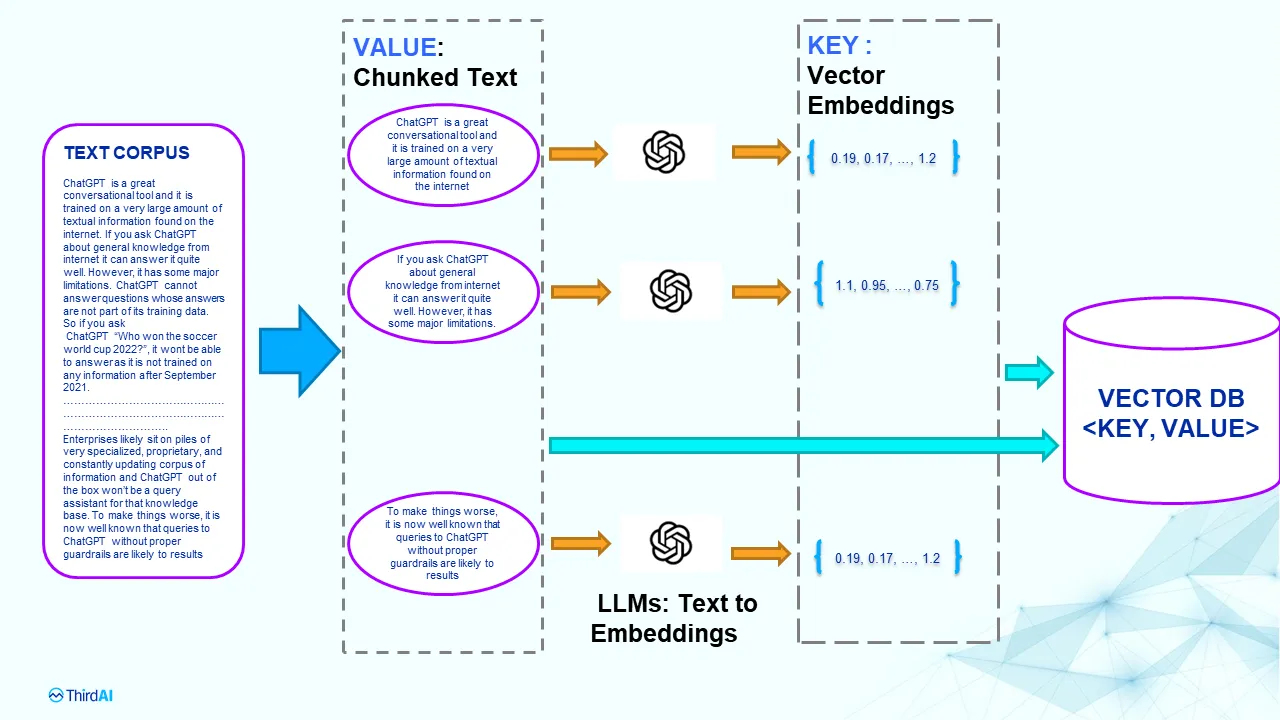 TEXT CORPUS
ChatGPT is a great
conversational tool and it is
trained on a very large amount of
textual information found on the
internet. If you ask ChatGPT
about general knowledge from
internet it can answer it quite
well. However, it has some major
limitations. ChatGPT cannot
answer questions whose answers
are not part of its training data.
So if you ask
ChatGPT “Who won the soccer
world cup 2022?”, it wont be able
to answer as it is not trained on
any information after September
2021.
……………………………………
……………………………………
……………………….
Enterprises likely sit on piles of
very specialized, proprietary, and
constantly updating corpus of
information and ChatGPT out of
the box won’t be a query
assistant for that knowledge
base. To make things worse, it is
now well known that queries to
ChatGPT without proper
guardrails are likely to results
VALUE:
Chunked Text
ChatGPT is a great
conversational tool and
it is trained on a very
large amount of textual
information found on
the internet
If you ask ChatGPT
about general
knowledge from internet
it can answer it quite
well. However, it has
some major limitations.
To make things worse,
it is now well known that
queries to ChatGPT
without proper
guardrails are likely to
results
LLMs: Text to
Embeddings
KEY :
Vector
Embeddings
{ 0.19, 0.17, …, 1.2 }
{ 1.1, 0.95, …, 0.75 }
{ 0.19, 0.17, …, 1.2 }
VECTOR DB
<KEY, VALUE>
ThirdAI